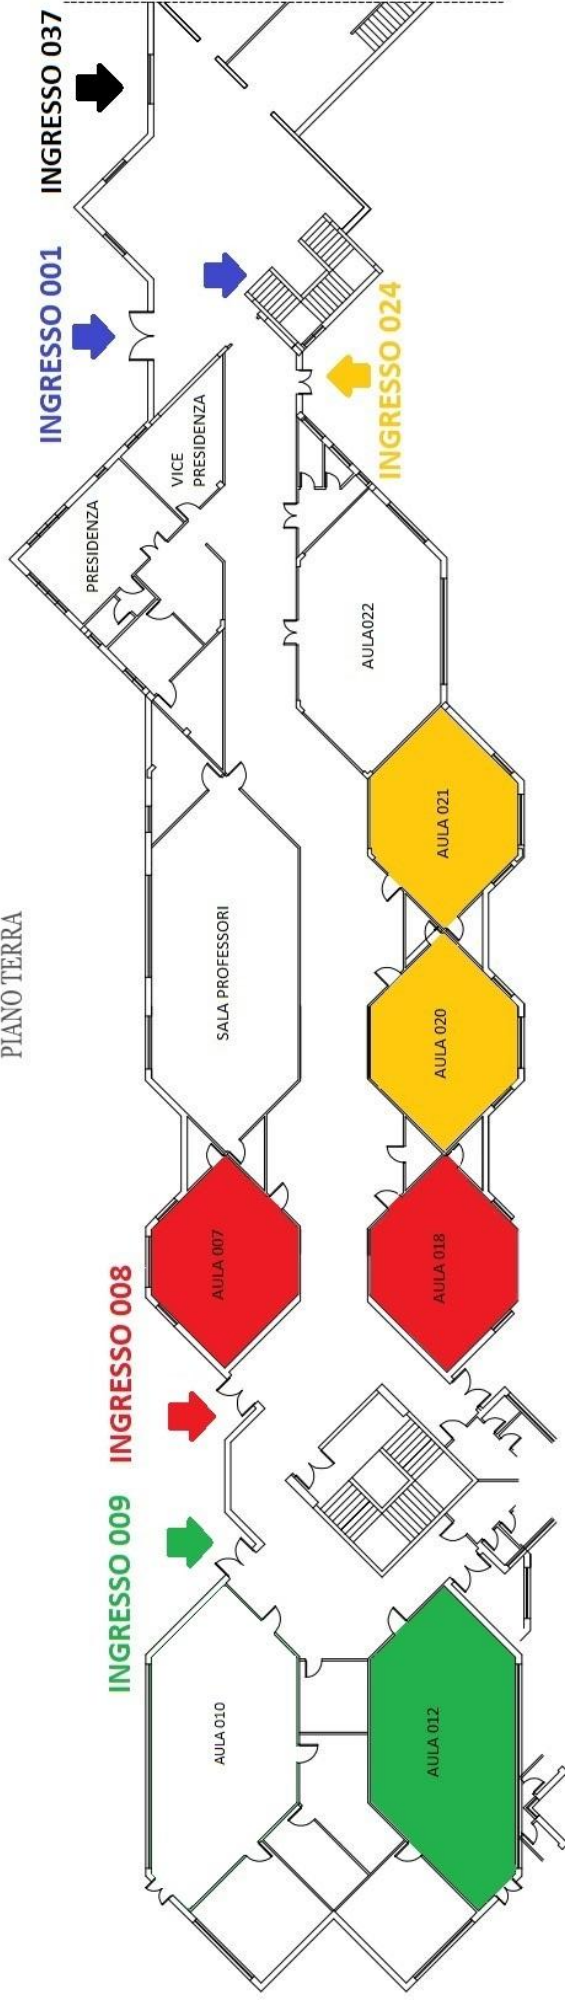 PIANO TERRA
INGRESSO 009
INGRESSO 008
INGRESSO 001
INGRESSO 037
AULA 010
AULA 007
SALA PROFESSORI
PRESIDENZA
VICE
PRESIDENZA
AULA 012
AULA 018
AULA 020
AULA 021
AULA022
INGRESSO 024